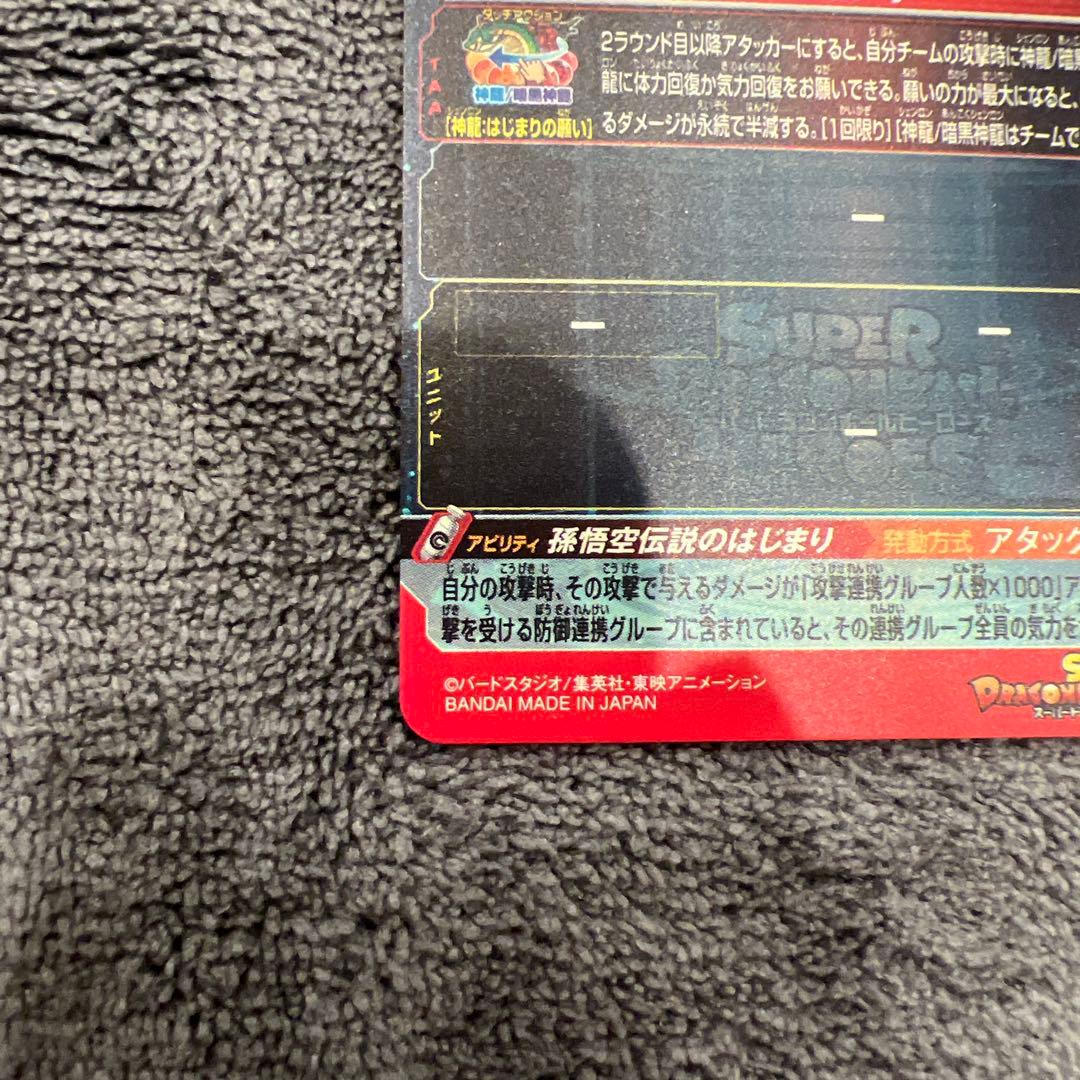 タッチアクション
TAA
神龍/暗黒神龍
[神龍:はじまりの願い]
2ラウンド目以降アタッカーにすると、自分チームの攻撃時に神龍/暗黒
龍に体力回復か気力回復をお願いできる。願いの力が最大になると、
るダメージが永続で半減する。[1回限り][神龍/暗黒神龍はチームで
ー
ユニット
ー
ー
ー
SUPER
アビリティ 孫悟空伝説のはじまり 発動方式 アタック
自分の攻撃時、その攻撃で与えるダメージが「攻撃連携グループ人数×1000」ア
撃を受ける防御連携グループに含まれていると、その連携グループ全員の気力を
©バードスタジオ/集英社・東映アニメーション
BANDAI MADE IN JAPAN